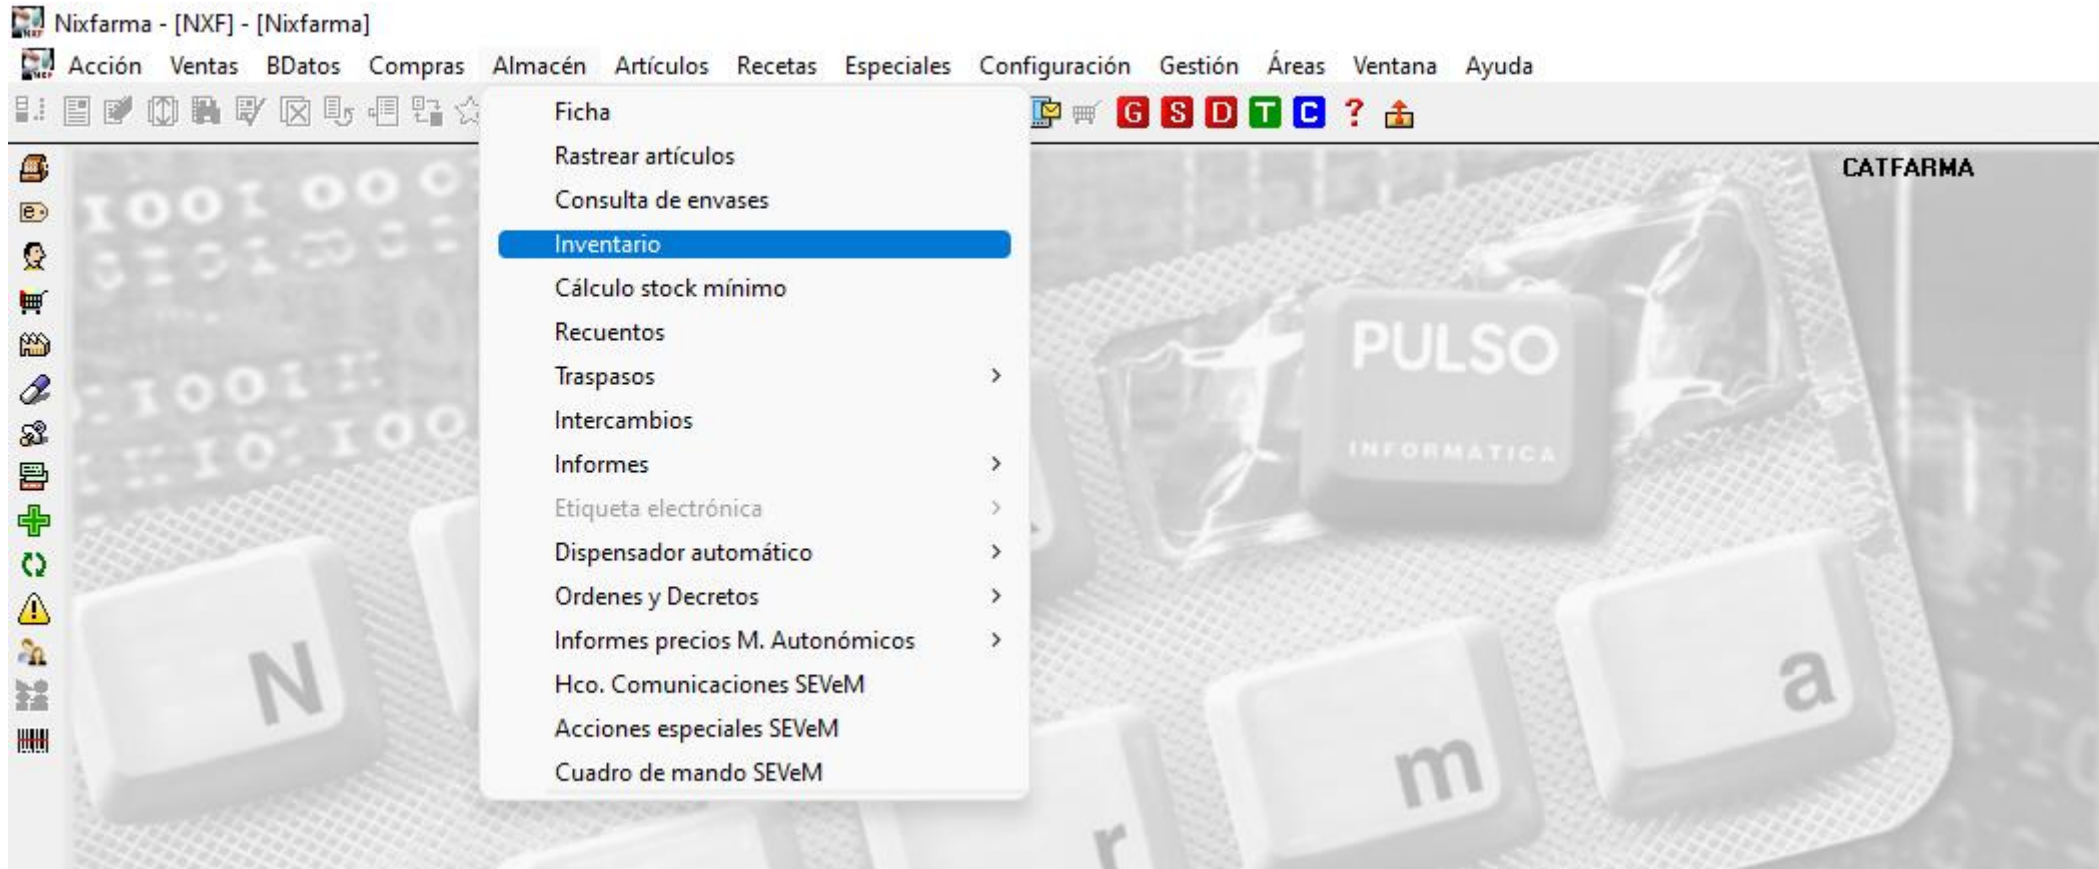 Nixfarma - [NXF] - [Nixfarma]
Acción Ventas BDatos Compras Almacén Artículos Recetas Especiales Configuración Gestión Áreas Ventana Ayuda
G S D T C ?
CATFARMA
Ficha
Rastrear artículos
Consulta de envases
Inventario
Cálculo stock mínimo
Recuentos
Traspasos
Intercambios
Informes
Etiqueta electrónica
Dispensador automático
Ordenes y Decretos
Informes precios M. Autonómicos
Hco. Comunicaciones SEVeM
Acciones especiales SEVeM
Cuadro de mando SEVeM
PULSO
INFORMATICA
N
r
m
a